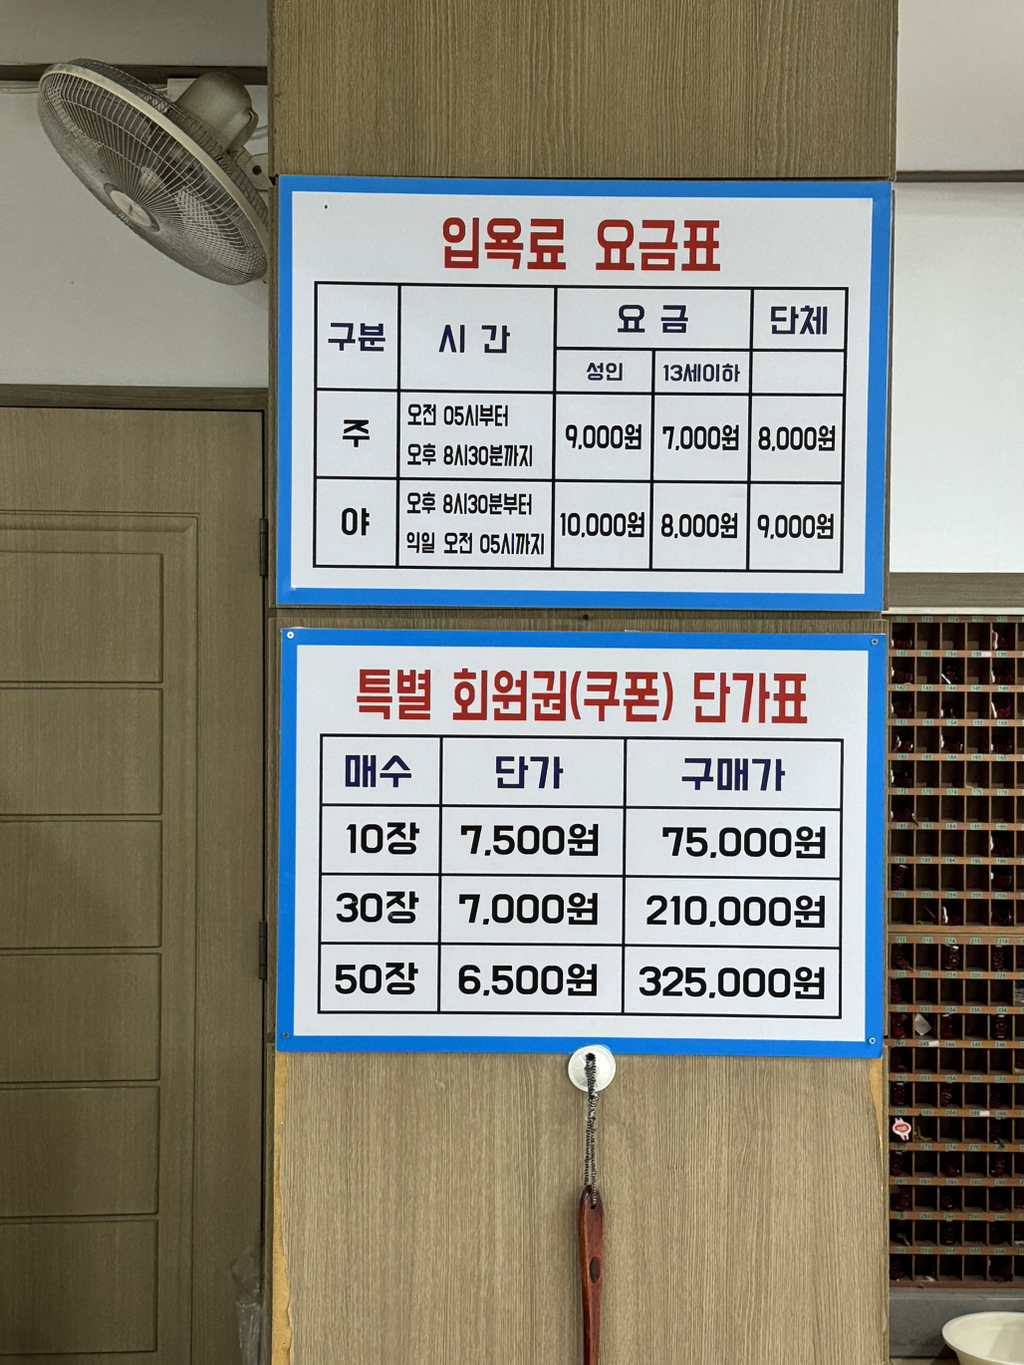 입욕료 요금표
구분 시 간 요 금 단체
성인 13세이하
주 오전 05시부터 오후 8시30분까지 9,000원 7,000원 8,000원
야 오후 8시30분부터 익일 오전 05시까지 10,000원 8,000원 9,000원
특별 회원권(쿠폰) 단가표
매수 단가 구매가
10장 7,500원 75,000원
30장 7,000원 210,000원
50장 6,500원 325,000원